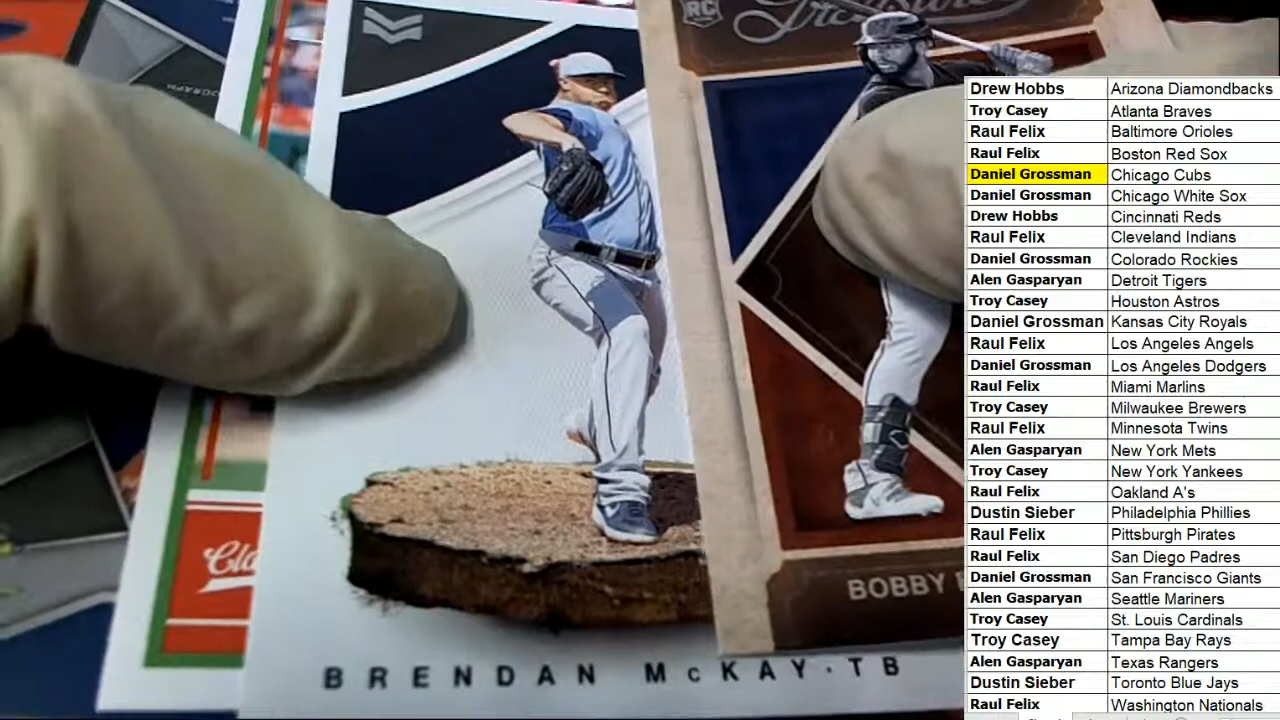 RC
Treasures
Cla
BOBBY
BRENDAN McKAY·TB
Drew Hobbs Arizona Diamondbacks
Troy Casey Atlanta Braves
Raul Felix Baltimore Orioles
Raul Felix Boston Red Sox
Daniel Grossman Chicago Cubs
Daniel Grossman Chicago White Sox
Drew Hobbs Cincinnati Reds
Raul Felix Cleveland Indians
Daniel Grossman Colorado Rockies
Alen Gasparyan Detroit Tigers
Troy Casey Houston Astros
Daniel Grossman Kansas City Royals
Raul Felix Los Angeles Angels
Daniel Grossman Los Angeles Dodgers
Raul Felix Miami Marlins
Troy Casey Milwaukee Brewers
Raul Felix Minnesota Twins
Alen Gasparyan New York Mets
Troy Casey New York Yankees
Raul Felix Oakland A's
Dustin Sieber Philadelphia Phillies
Raul Felix Pittsburgh Pirates
Raul Felix San Diego Padres
Daniel Grossman San Francisco Giants
Alen Gasparyan Seattle Mariners
Troy Casey St. Louis Cardinals
Troy Casey Tampa Bay Rays
Alen Gasparyan Texas Rangers
Dustin Sieber Toronto Blue Jays
Raul Felix Washington Nationals